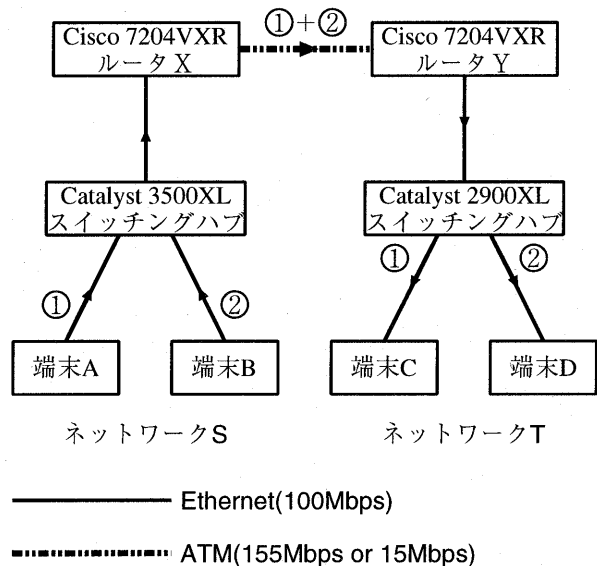 ①+②
Cisco 7204VXR
ルータX
Cisco 7204VXR
ルータY
Catalyst 3500XL
スイッチングハブ
Catalyst 2900XL
スイッチングハブ
①
②
①
②
端末A
端末B
端末C
端末D
ネットワークS
ネットワークT
Ethernet(100Mbps)
ATM(155Mbps or 15Mbps)